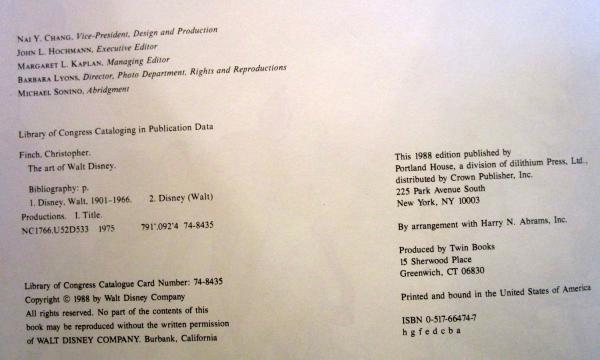 NAI Y. CHANG, Vice-President, Design and Production
JOHN L. HOCHMANN, Executive Editor
MARGARET L. KAPLAN, Managing Editor
BARBARA LYONS, Director, Photo Department, Rights and Reproductions
MICHAEL SONINO, Abridgment
Library of Congress Cataloging in Publication Data
Finch, Christopher.
The art of Walt Disney.
Bibliography: p.
1. Disney, Walt, 1901-1966. 2. Disney (Walt)
Productions. I. Title.
NC1766.U52D533 1975 791'.092'4 74-8435
Library of Congress Catalogue Card Number: 74-8435
Copyright © 1988 by Walt Disney Company
All rights reserved. No part of the contents of this
book may be reproduced without the written permission
of WALT DISNEY COMPANY. Burbank, California
This 1988 edition published by
Portland House, a division of dilithium Press, Ltd.,
distributed by Crown Publisher, Inc.
225 Park Avenue South
New York, NY 10003
By arrangement with Harry N. Abrams, Inc.
Produced by Twin Books
15 Sherwood Place
Greenwich, CT 06830
Printed and bound in the United States of America
ISBN 0-517-66474-7
h g f e d c b a